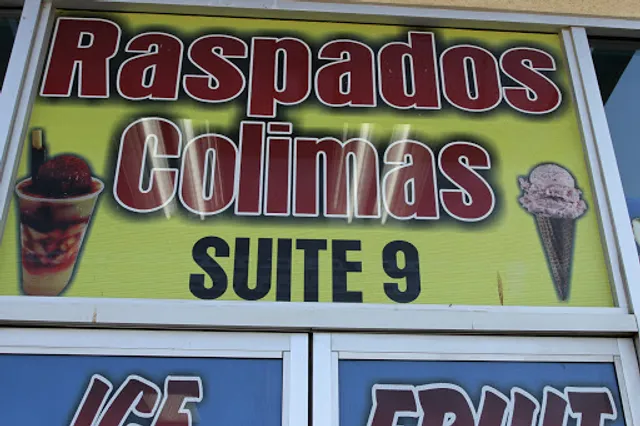 Raspados
Colimas
SUITE 9
ICE FRUIT